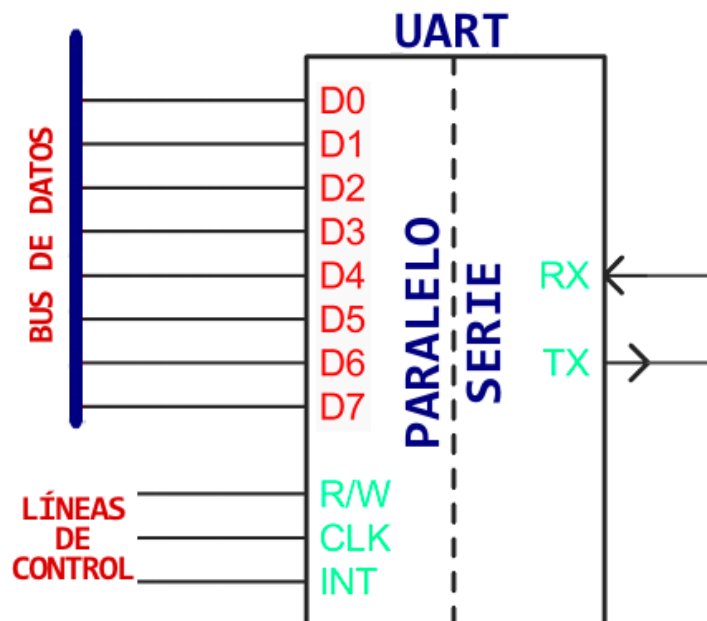 UART
BUS DE DATOS
D0
D1
D2
D3
D4
D5
D6
D7
PARALELO
SERIE
RX
TX
LÍNEAS
DE
CONTROL
R/W
CLK
INT